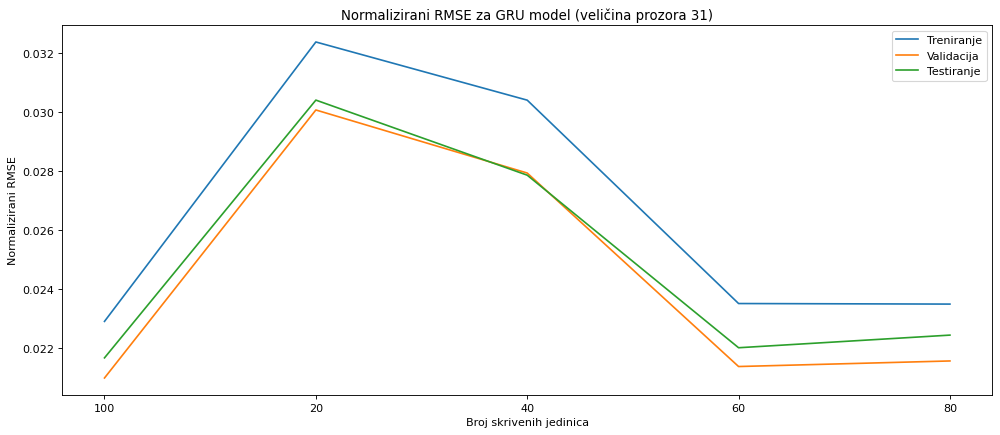 Normalizirani RMSE za GRU model (veličina prozora 31)
Treniranje
Validacija
Testiranje
Normalizirani RMSE
0.032
0.030
0.028
0.026
0.024
0.022
100 20 40 60 80
Broj skrivenih jedinica